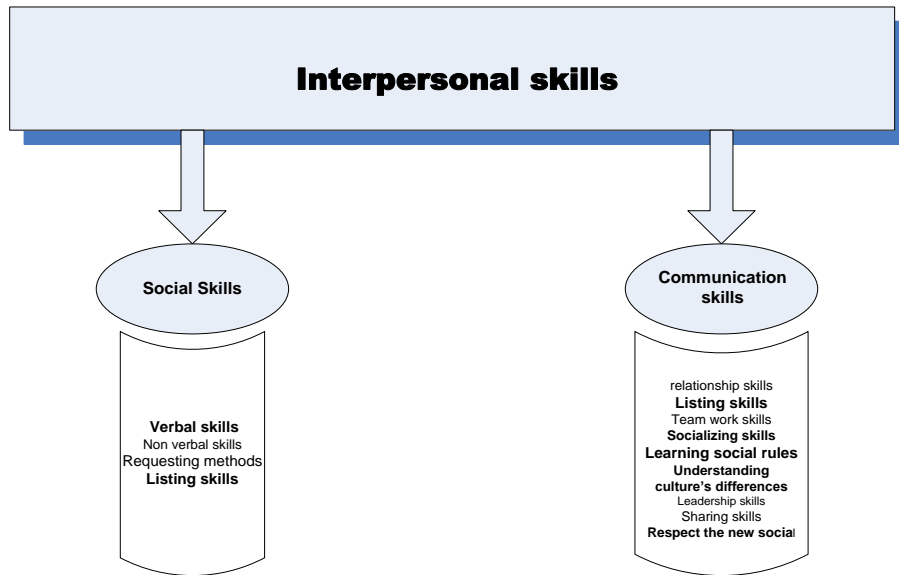 Interpersonal skills
Social Skills
Verbal skills
Non verbal skills
Requesting methods
Listing skills
Communication
skills
relationship skills
Listing skills
Team work skills
Socializing skills
Learning social rules
Understanding
culture’s differences
Leadership skills
Sharing skills
Respect the new social